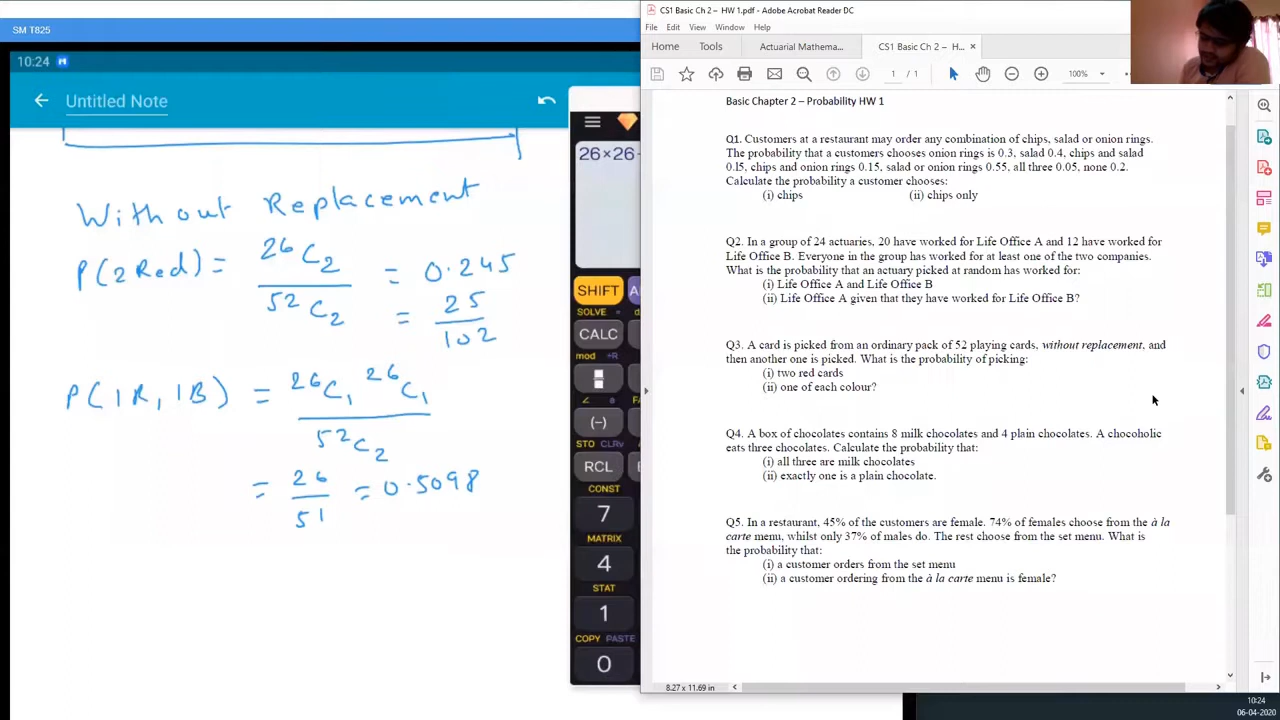 SM T825
10:24
Untitled Note
Without Replacement
P(2 Red) = 26C2 / 52C2 = 0.245
= 25 / 102
P(1R, 1B) = 26C1 26C1 / 52C2
= 26 / 51 = 0.5098
26×26
SHIFT
SOLVE =
CALC
mod ÷R
∠ θ
(−)
STO CLRv
RCL
CONST
7
MATRIX
4
STAT
1
COPY PASTE
0
CS1 Basic Ch 2 – HW 1.pdf - Adobe Acrobat Reader DC
File Edit View Window Help
Home Tools Actuarial Mathema... CS1 Basic Ch 2 – H... ×
1 / 1 100%
Basic Chapter 2 – Probability HW 1
Q1. Customers at a restaurant may order any combination of chips, salad or onion rings.
The probability that a customers chooses onion rings is 0.3, salad 0.4, chips and salad
0.l5, chips and onion rings 0.15, salad or onion rings 0.55, all three 0.05, none 0.2.
Calculate the probability a customer chooses:
(i) chips (ii) chips only
Q2. In a group of 24 actuaries, 20 have worked for Life Office A and 12 have worked for
Life Office B. Everyone in the group has worked for at least one of the two companies.
What is the probability that an actuary picked at random has worked for:
(i) Life Office A and Life Office B
(ii) Life Office A given that they have worked for Life Office B?
Q3. A card is picked from an ordinary pack of 52 playing cards, without replacement, and
then another one is picked. What is the probability of picking:
(i) two red cards
(ii) one of each colour?
Q4. A box of chocolates contains 8 milk chocolates and 4 plain chocolates. A chocoholic
eats three chocolates. Calculate the probability that:
(i) all three are milk chocolates
(ii) exactly one is a plain chocolate.
Q5. In a restaurant, 45% of the customers are female. 74% of females choose from the à la
carte menu, whilst only 37% of males do. The rest choose from the set menu. What is
the probability that:
(i) a customer orders from the set menu
(ii) a customer ordering from the à la carte menu is female?
8.27 x 11.69 in
10:24
06-04-2020